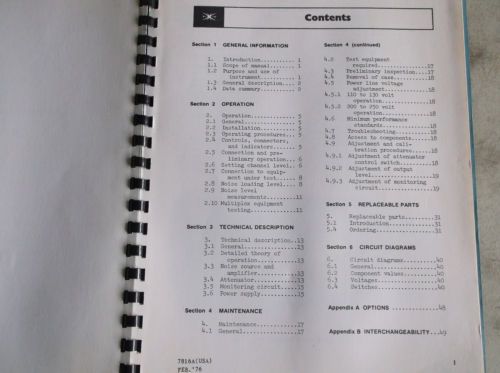 Contents
Section 1 GENERAL INFORMATION
1. Introduction.......... 1
1.1 Scope of manual....... 1
1.2 Purpose and use of
instrument............ 1
1.3 General description... 2
1.4 Data summary.......... 2
Section 2 OPERATION
2. Operation............. 5
2.1 General............... 5
2.2 Installation.......... 5
2.3 Operating procedures.. 5
2.4 Controls, connectors,
and indicators........ 5
2.5 Connection and pre-
liminary operation.... 6
2.6 Setting channel level. 6
2.7 Connection to equip-
ment under test....... 8
2.8 Noise loading level... 8
2.9 Noise level
measurements..........11
2.10 Multiplex equipment
testing...............11
Section 3 TECHNICAL DESCRIPTION
3. Technical description..13
3.1 General...............13
3.2 Detailed theory of
operation.............13
3.3 Noise source and
amplifier.............13
3.4 Attenuator............13
3.5 Monitoring circuit....15
3.6 Power supply..........15
Section 4 MAINTENANCE
4. Maintenance...........17
4.1 General...............17
Section 4 (continued)
4.2 Test equipment
required..............17
4.3 Preliminary inspection....17
4.4 Removal of case...........18
4.5 Power line voltage
adjustment................18
4.5.1 110 to 130 volt
operation.................18
4.5.2 200 to 250 volt
operation.................18
4.6 Minimum performance
standards.................18
4.7 Troubleshooting...........18
4.8 Access to components......18
4.9 Adjustment and cali-
tration procedures........18
4.9.1 Adjustment of attenuator
control switch............18
4.9.2 Adjustment of output
level.....................19
4.9.3 Adjustment of monitoring
circuit...................19
Section 5 REPLACEABLE PARTS
5. Replaceable parts.........31
5.1 Introduction..............31
5.4 Ordering..................31
Section 6 CIRCUIT DIAGRAMS
6. Circuit diagrams..........40
6.1 General...................40
6.2 Component values..........40
6.3 Voltages..................40
6.4 Switches..................40
Appendix A OPTIONS ..............48
Appendix B INTERCHANGEABILITY...49
7816A(USA)
FEB. '76
1